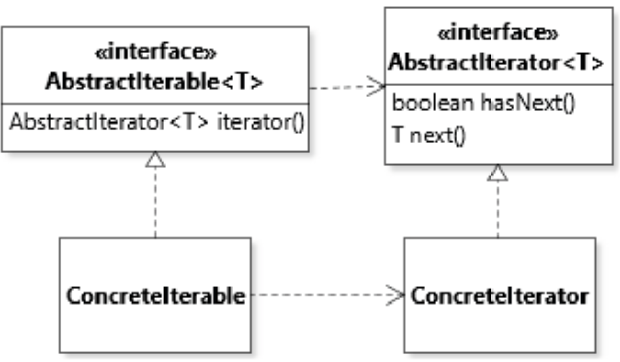 «interface»
AbstractIterable<T>
AbstractIterator<T> iterator()
«interface»
AbstractIterator<T>
boolean hasNext()
T next()
ConcreteIterable
ConcreteIterator